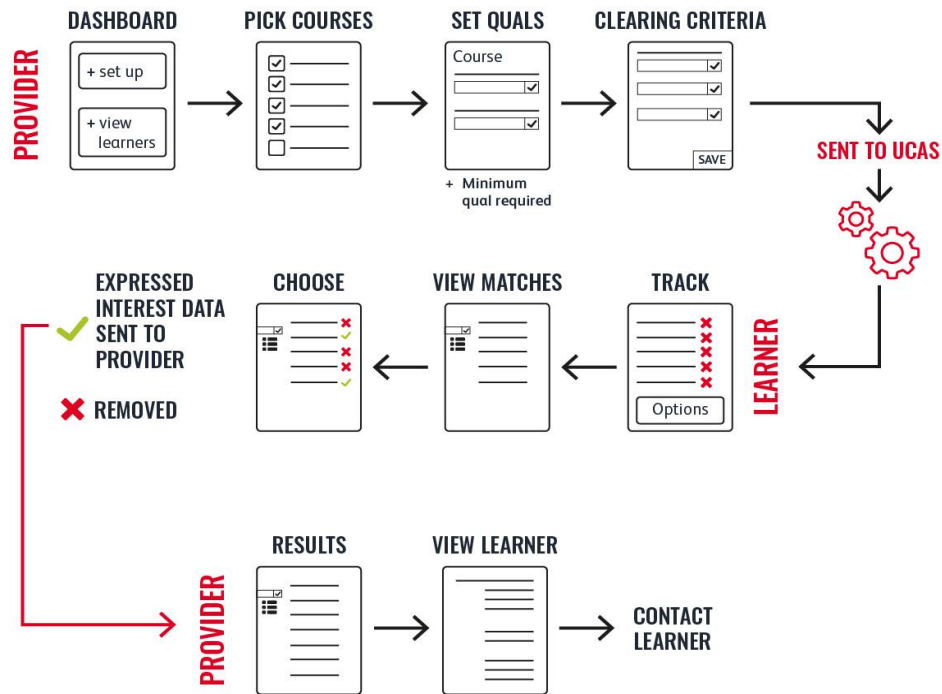 DASHBOARD
PICK COURSES
SET QUALS
CLEARING CRITERIA
PROVIDER
+ set up
+ view
learners
Course
+ Minimum
qual required
SAVE
SENT TO UCAS
EXPRESSED
INTEREST DATA
SENT TO
PROVIDER
REMOVED
CHOOSE
VIEW MATCHES
TRACK
Options
LEARNER
RESULTS
VIEW LEARNER
PROVIDER
CONTACT
LEARNER